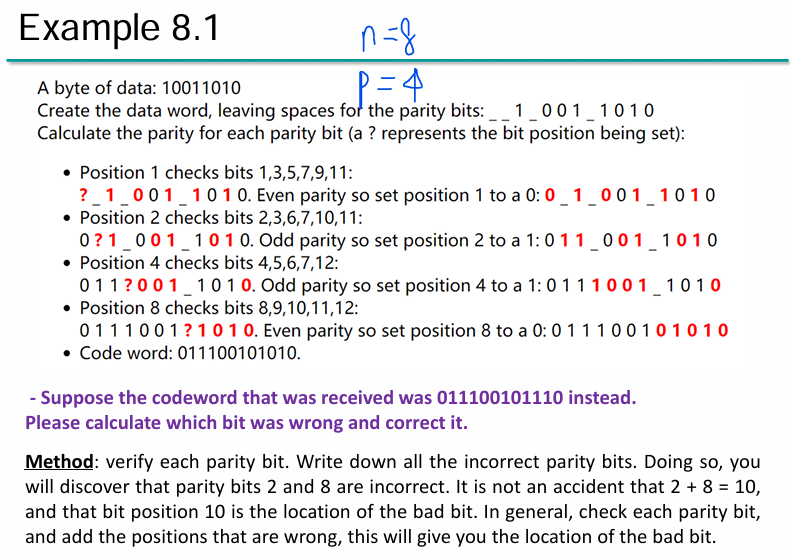 Example 8.1
n=8
p=4
A byte of data: 10011010
Create the data word, leaving spaces for the parity bits: _ _ 1 _ 0 0 1 _ 1 0 1 0
Calculate the parity for each parity bit (a ? represents the bit position being set):
• Position 1 checks bits 1,3,5,7,9,11:
? _ 1 _ 0 0 1 _ 1 0 1 0. Even parity so set position 1 to a 0: 0 _ 1 _ 0 0 1 _ 1 0 1 0
• Position 2 checks bits 2,3,6,7,10,11:
0 ? 1 _ 0 0 1 _ 1 0 1 0. Odd parity so set position 2 to a 1: 0 1 1 _ 0 0 1 _ 1 0 1 0
• Position 4 checks bits 4,5,6,7,12:
0 1 1 ? 0 0 1 _ 1 0 1 0. Odd parity so set position 4 to a 1: 0 1 1 1 0 0 1 _ 1 0 1 0
• Position 8 checks bits 8,9,10,11,12:
0 1 1 1 0 0 1 ? 1 0 1 0. Even parity so set position 8 to a 0: 0 1 1 1 0 0 1 0 1 0 1 0
• Code word: 011100101010.
- Suppose the codeword that was received was 011100101110 instead.
Please calculate which bit was wrong and correct it.
Method: verify each parity bit. Write down all the incorrect parity bits. Doing so, you
will discover that parity bits 2 and 8 are incorrect. It is not an accident that 2 + 8 = 10,
and that bit position 10 is the location of the bad bit. In general, check each parity bit,
and add the positions that are wrong, this will give you the location of the bad bit.